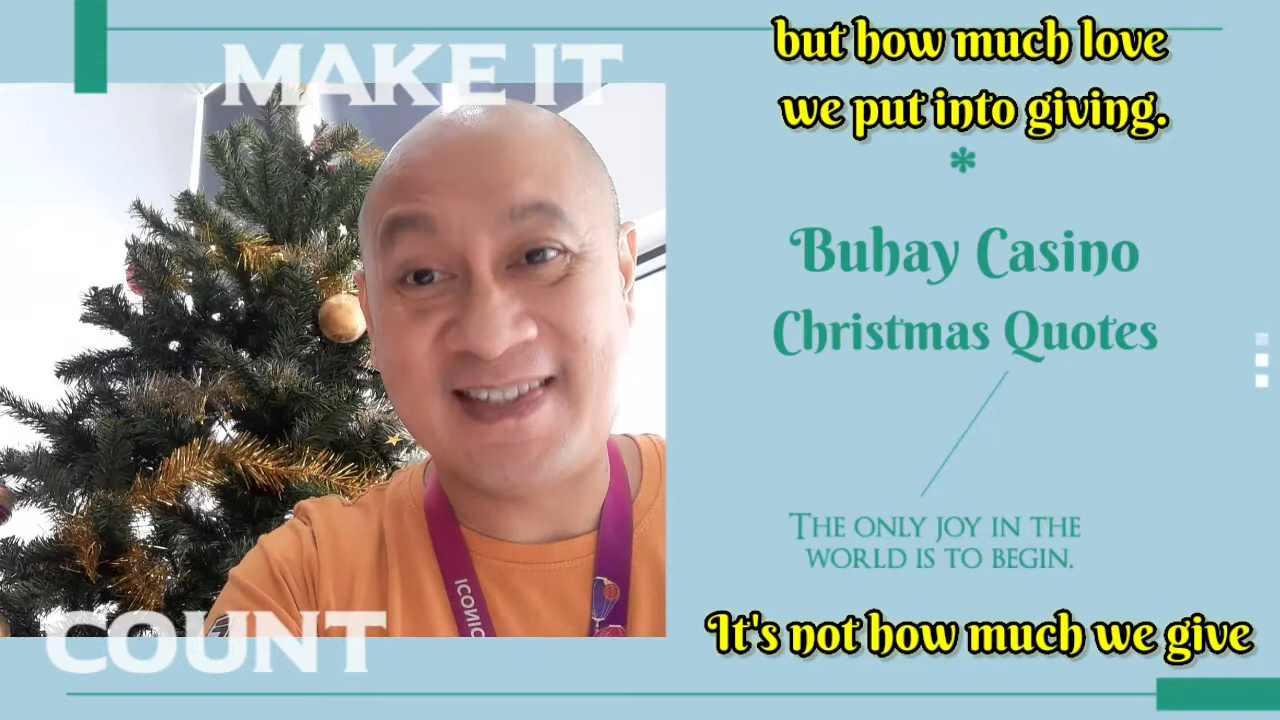 MAKE IT
but how much love
we put into giving.
*
Buhay Casino
Christmas Quotes
THE ONLY JOY IN THE
WORLD IS TO BEGIN.
ICONIC
COUNT
It's not how much we give